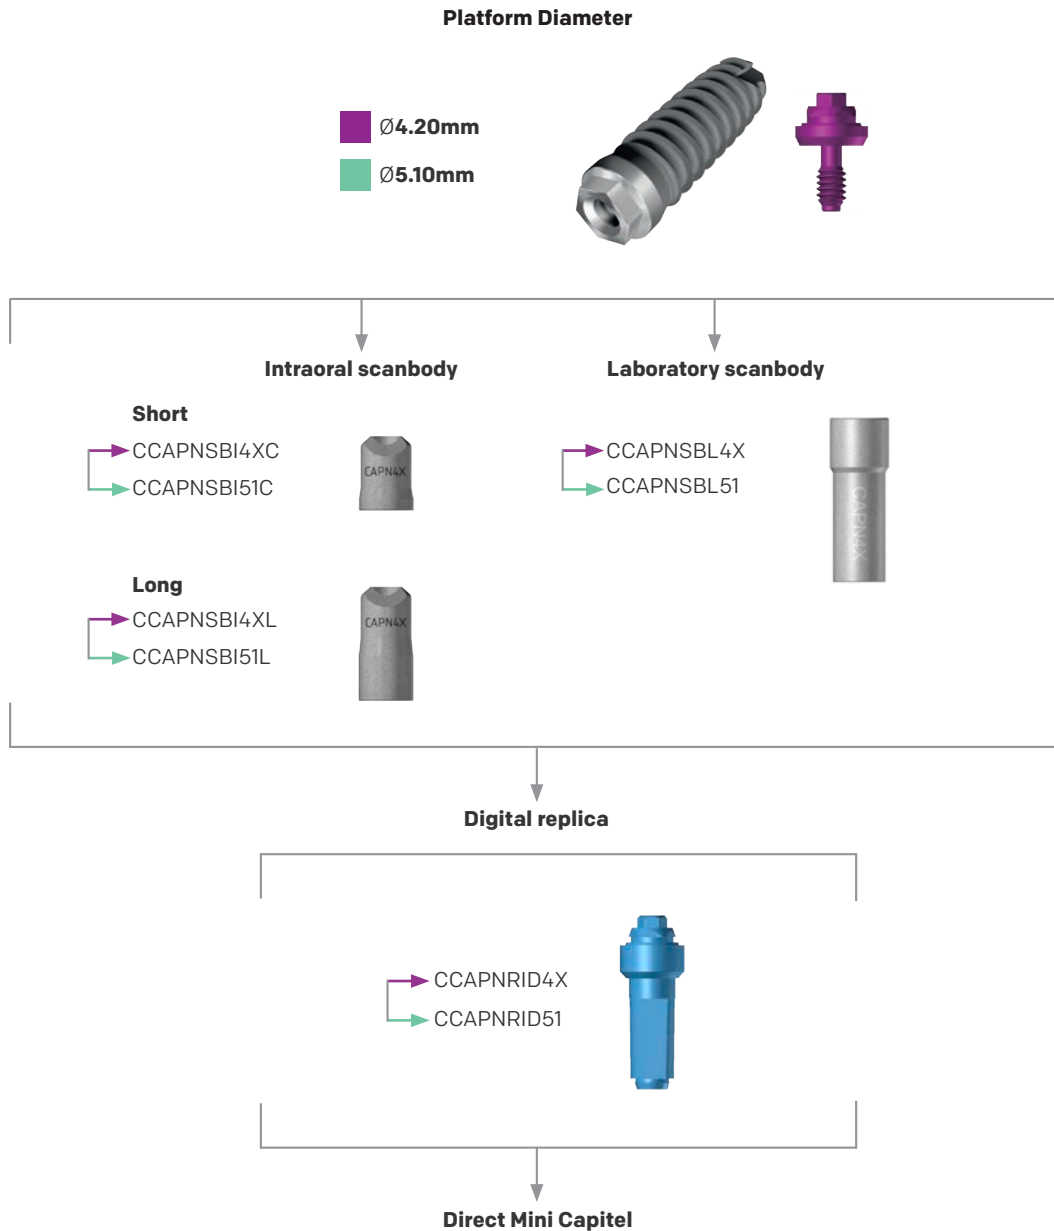 Platform Diameter
Ø4.20mm
Ø5.10mm
Intraoral scanbody
Short
CCAPNSBI4XC
CCAPNSBI51C
CAPN4X
Long
CCAPNSBI4XL
CCAPNSBI51L
CAPN4X
Laboratory scanbody
CCAPNSBL4X
CCAPNSBL51
CAPN4X
Digital replica
CCAPNRID4X
CCAPNRID51
Direct Mini Capitel